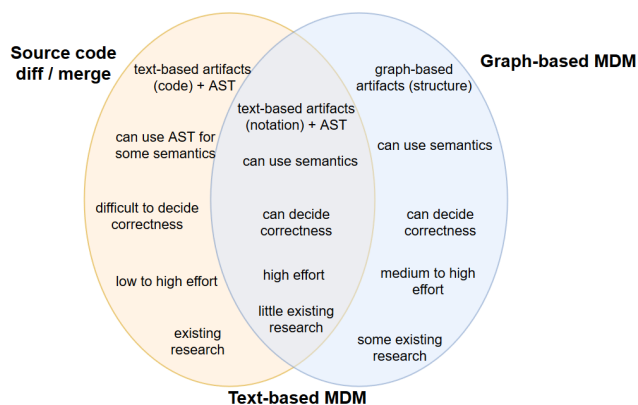 Source code
diff / merge
text-based artifacts
(code) + AST
can use AST for
some semantics
difficult to decide
correctness
low to high effort
existing
research
text-based artifacts
(notation) + AST
can use semantics
can decide
correctness
high effort
little existing
research
Text-based MDM
Graph-based MDM
graph-based
artifacts (structure)
can use semantics
can decide
correctness
medium to high
effort
some existing
research